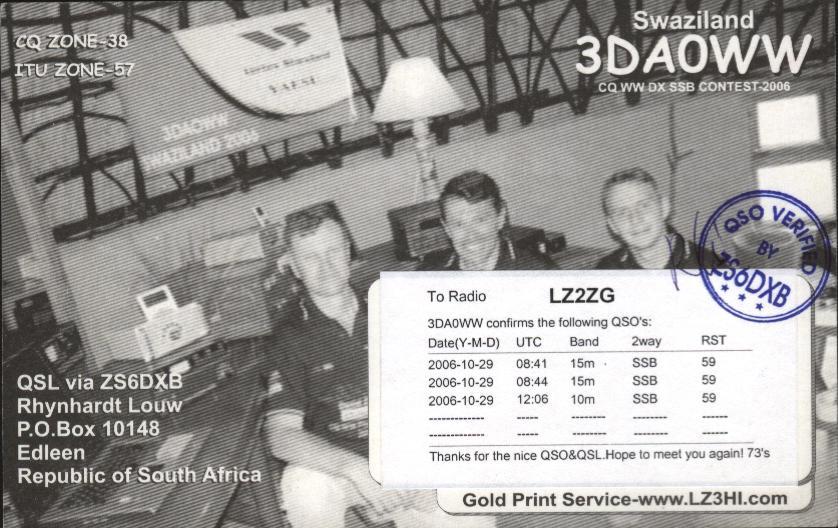 CQ ZONE-38
ITU ZONE-57
Vertex Standard
YAESU
3DA0WW
SWAZILAND 2006
Swaziland
3DA0WW
CQ WW DX SSB CONTEST-2006
QSO VERIFIED
BY
ZS6DXB
To Radio LZ2ZG
3DA0WW confirms the following QSO's:
Date(Y-M-D) UTC Band 2way RST
2006-10-29 08:41 15m SSB 59
2006-10-29 08:44 15m SSB 59
2006-10-29 12:06 10m SSB 59
------------- ----- -------- -------- ------
------------- ----- -------- -------- ------
Thanks for the nice QSO&QSL.Hope to meet you again! 73's
QSL via ZS6DXB
Rhynhardt Louw
P.O.Box 10148
Edleen
Republic of South Africa
Gold Print Service-www.LZ3HI.com